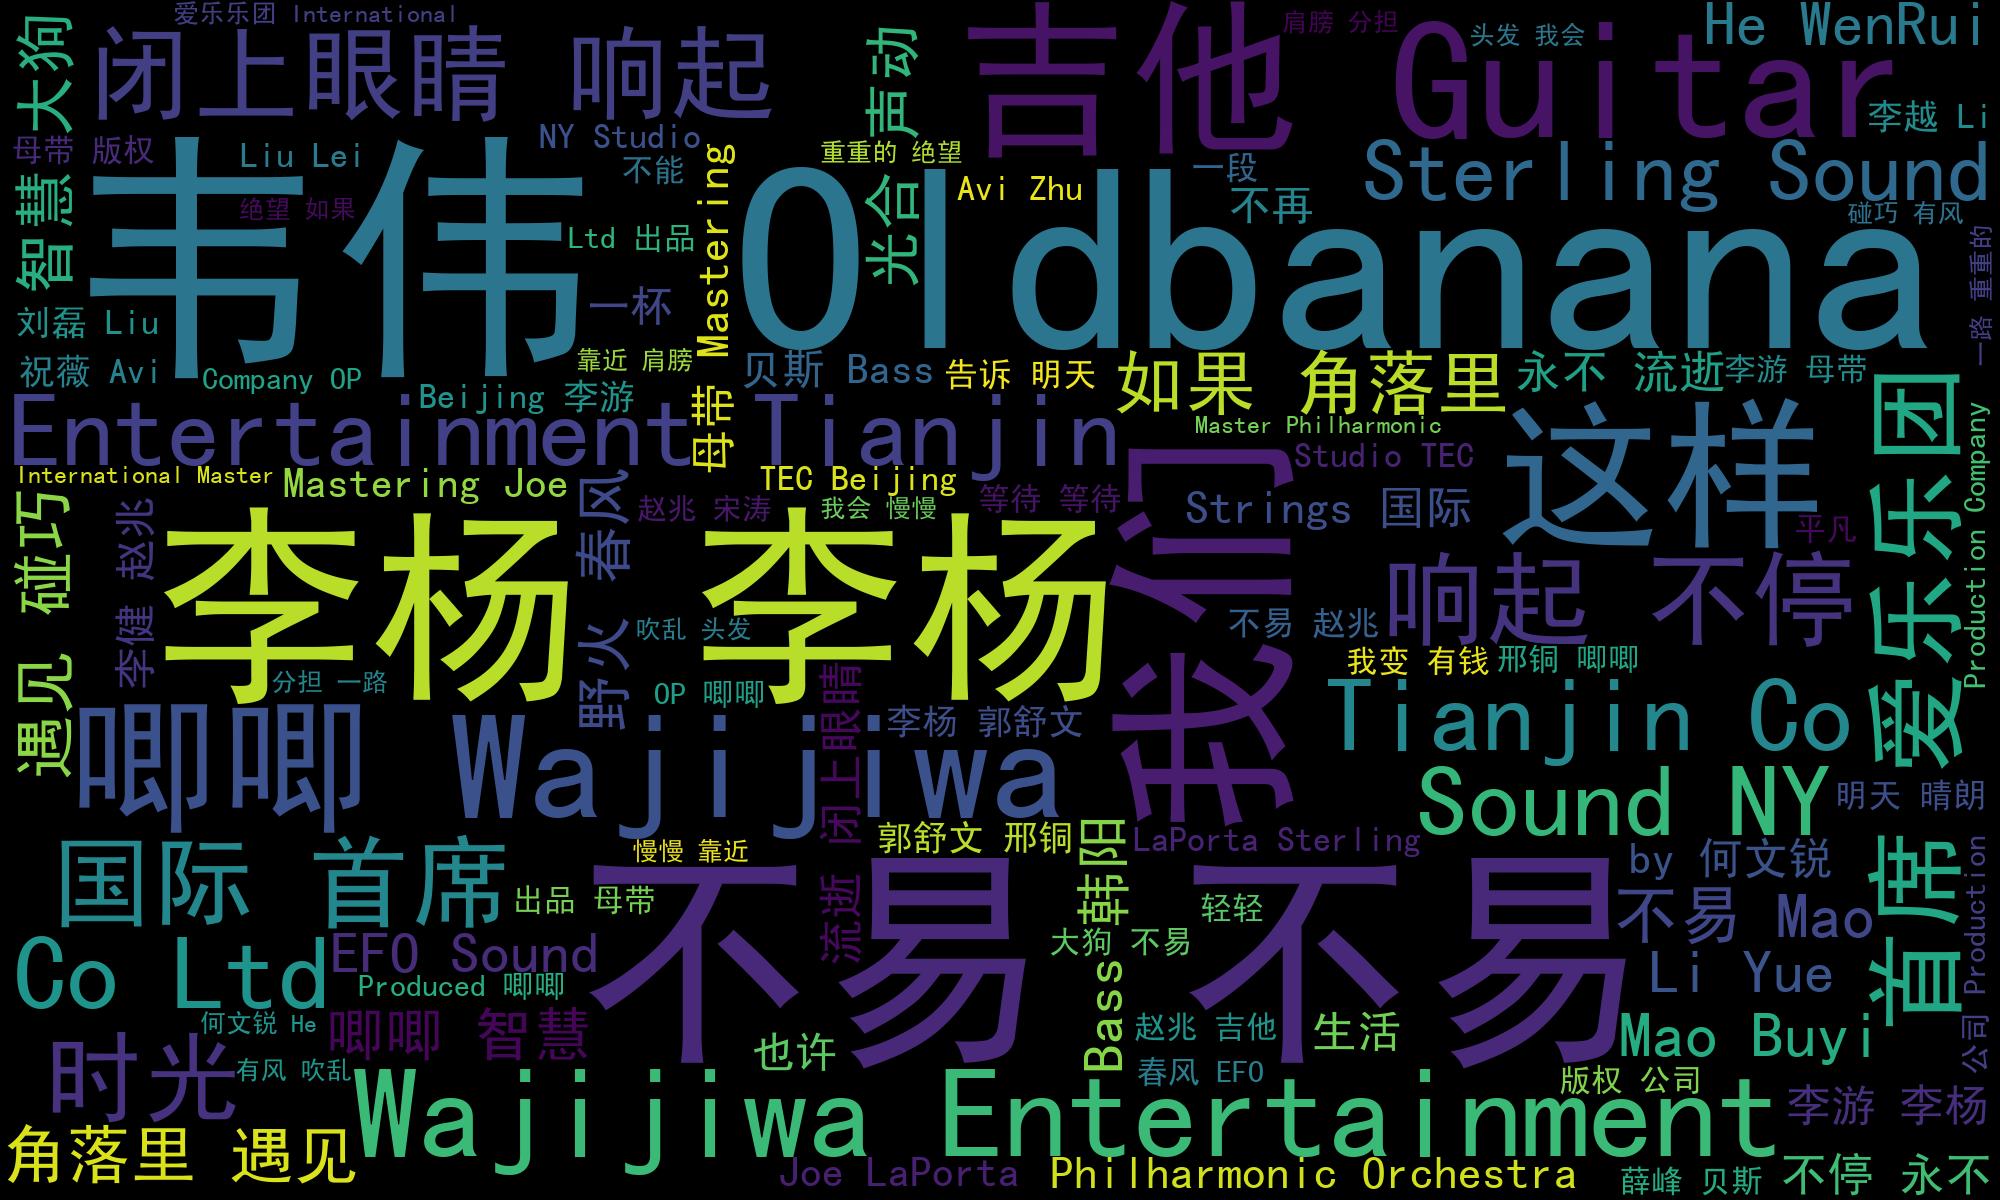 爱乐乐团 International
肩膀 分担
He WenRui
大狗
闭上眼睛 响起
声动
吉他 Guitar
头发 我会
李越 Li
母带 版权
Liu Lei
NY Studio
不能
重重的 绝望
一段
Sterling Sound
智慧
韦伟
绝望 如果
Ltd 出品
母带 Mastering
光合
Avi Zhu
不再
碰巧 有风
Oldbanana
一路 重重的
刘磊 Liu
一杯
祝薇 Avi
Company OP
靠近 肩膀
贝斯 Bass
告诉 明天
如果 角落里
永不 流逝
李游 母带
Beijing 李游
Entertainment Tianjin
Master Philharmonic
这样
爱乐乐团
Production Company
International Master
Mastering Joe
TEC Beijing
Studio TEC
遇见 碰巧
李健 赵兆
李杨 李杨
野火 春风
赵兆 宋涛
我会 慢慢
等待 等待
我们
Strings 国际
平凡
响起 不停
吹乱 头发
不易 赵兆
分担 一路
OP 唧唧
闭上眼睛
我变 有钱
邢铜 唧唧
唧唧 Wajijiwa
李杨 郭舒文
Tianjin Co
Sound NY
明天 晴朗
国际 首席
慢慢 靠近
郭舒文 邢铜
Bass 韩阳
LaPorta Sterling
by 何文锐
首席
出品 母带
流逝
不易 不易
轻轻
不易 Mao
公司 Production
Co Ltd
EFO Sound
大狗 不易
Li Yue
Produced 唧唧
何文锐 He
唧唧 智慧
也许
赵兆 吉他
生活
Mao Buyi
时光
有风 吹乱
春风 EFO
版权 公司
Wajijiwa Entertainment
李游 李杨
角落里 遇见
Joe LaPorta
Philharmonic Orchestra
薛峰 贝斯
不停 永不